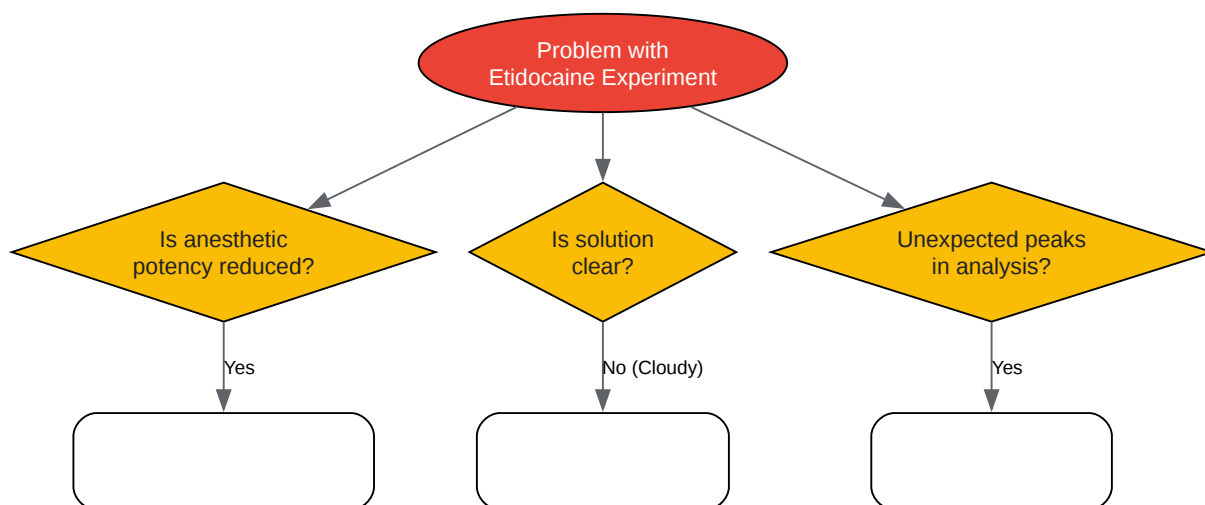 Problem with
Etidocaine Experiment
Is anesthetic
potency reduced?
Is solution
clear?
Unexpected peaks
in analysis?
Yes
No (Cloudy)
Yes